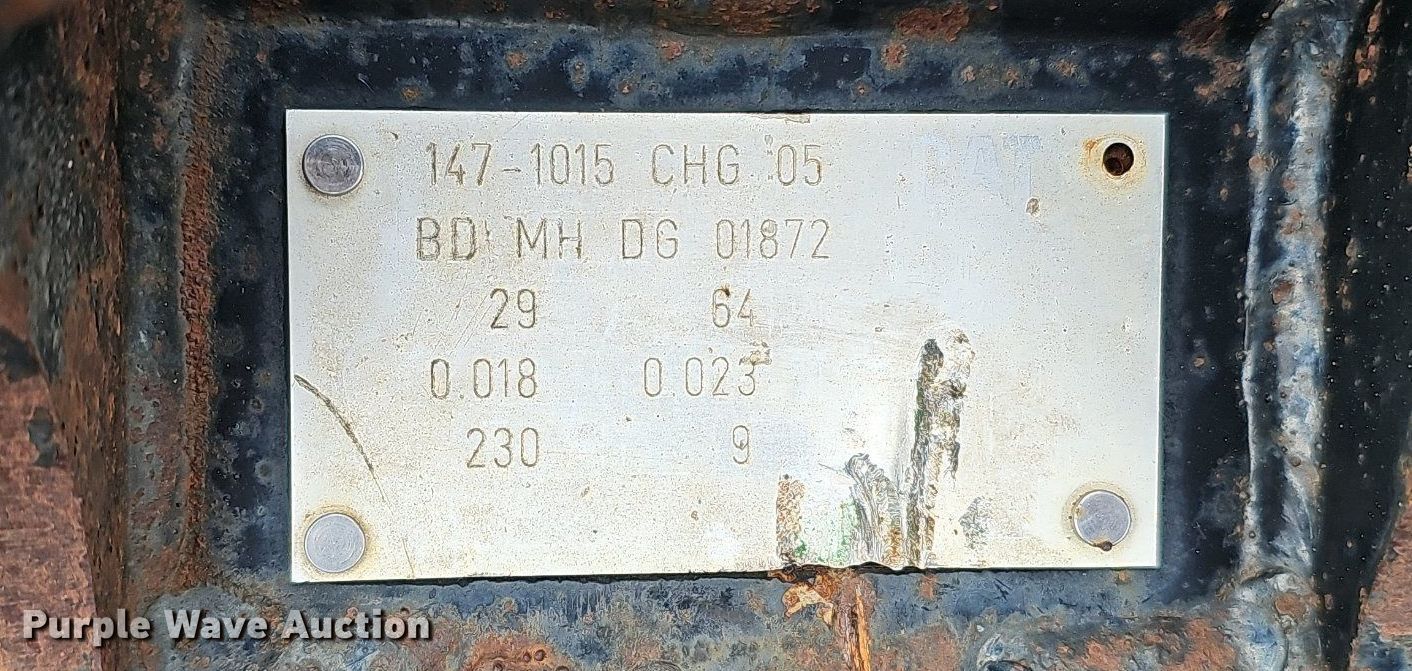 147-1015 CHG 05
BD MH DG 01872
29 64
0.018 0.023
230 9
Purple Wave Auction